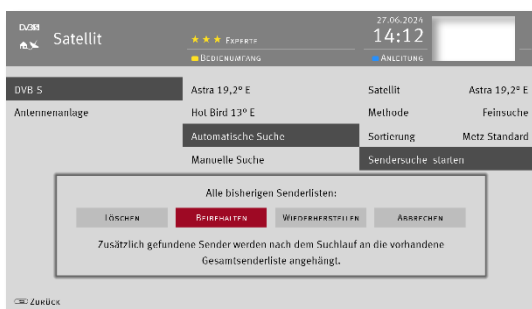 Satellit
★★★ EXPERTE
BEDIENUMFANG
27.06.2024
14:12
ANLEITUNG
DVB S
Antennenanlage
Astra 19,2° E
Hot Bird 13° E
Automatische Suche
Manuelle Suche
Satellit Astra 19,2° E
Methode Feinsuche
Sortierung Metz Standard
Sendersuche starten
Alle bisherigen Senderlisten:
LÖSCHEN BEIBEHALTEN WIEDERHERSTELLEN ABBRECHEN
Zusätzlich gefundene Sender werden nach dem Suchlauf an die vorhandene
Gesamtsenderliste angehängt.
ZURÜCK